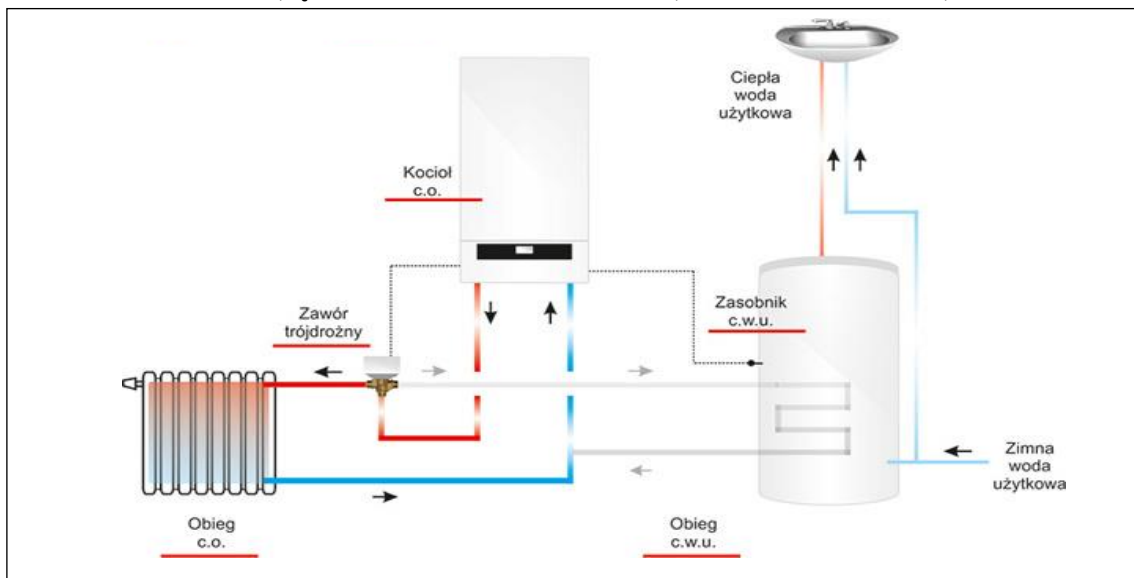 Ciepła
woda
użytkowa
Kocioł
c.o.
Zawór
trójdrożny
Zasobnik
c.w.u.
Zimna
woda
użytkowa
Obieg
c.o.
Obieg
c.w.u.